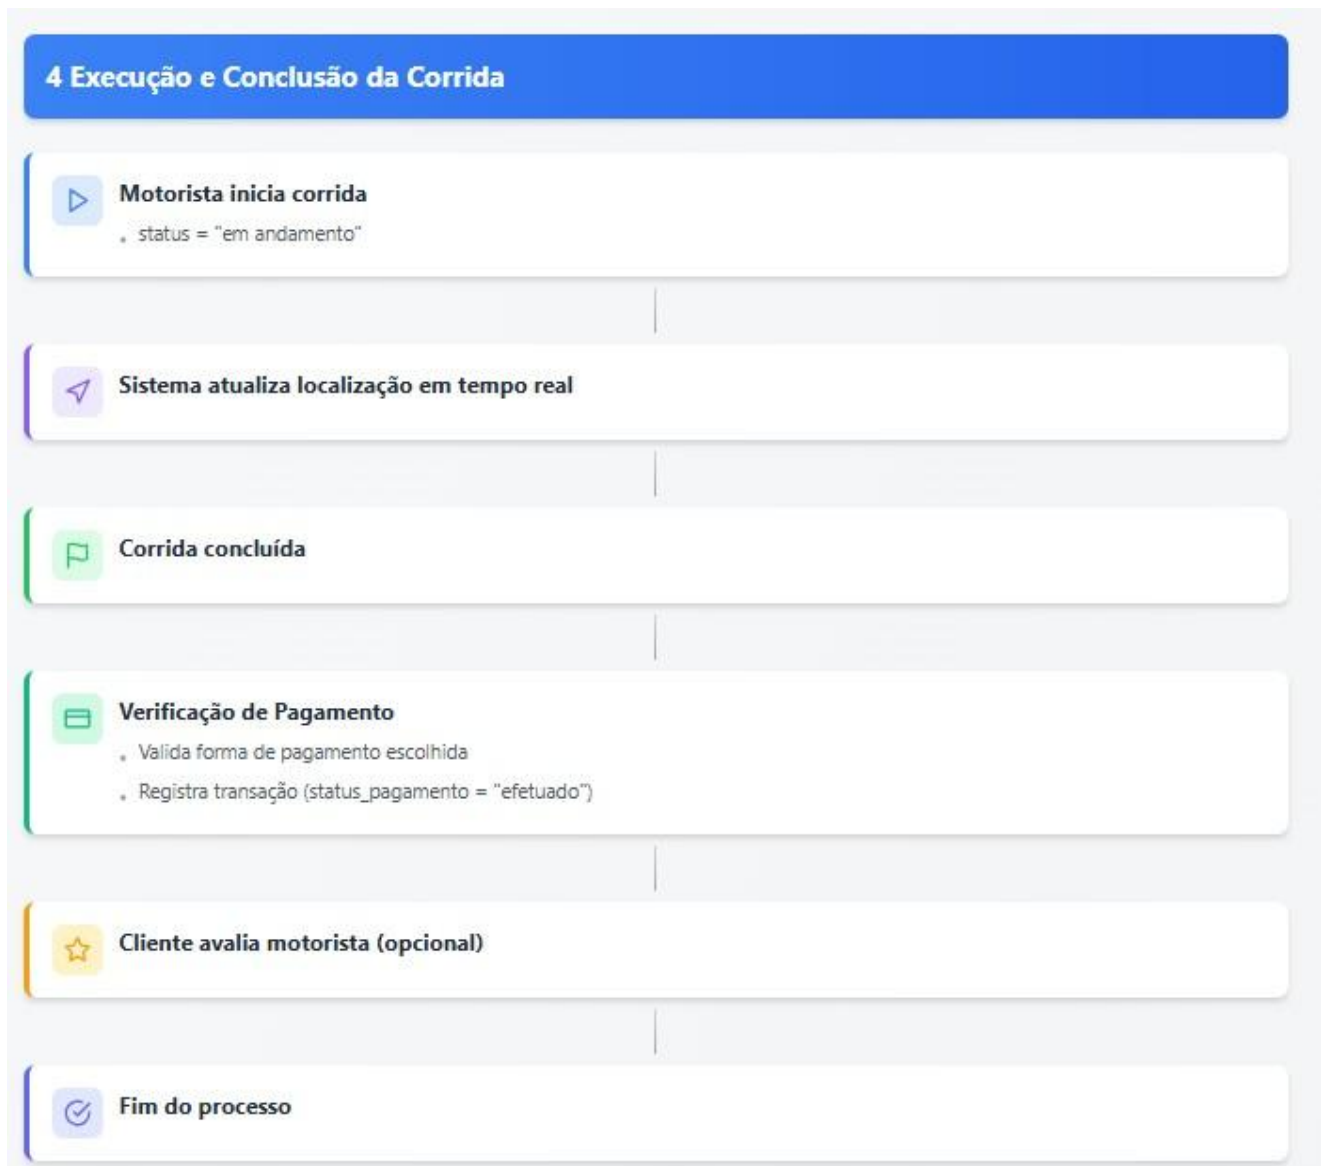 4 Execução e Conclusão da Corrida
Motorista inicia corrida
• status = "em andamento"
Sistema atualiza localização em tempo real
Corrida concluída
Verificação de Pagamento
• Valida forma de pagamento escolhida
• Registra transação (status_pagamento = "efetuado")
Cliente avalia motorista (opcional)
Fim do processo